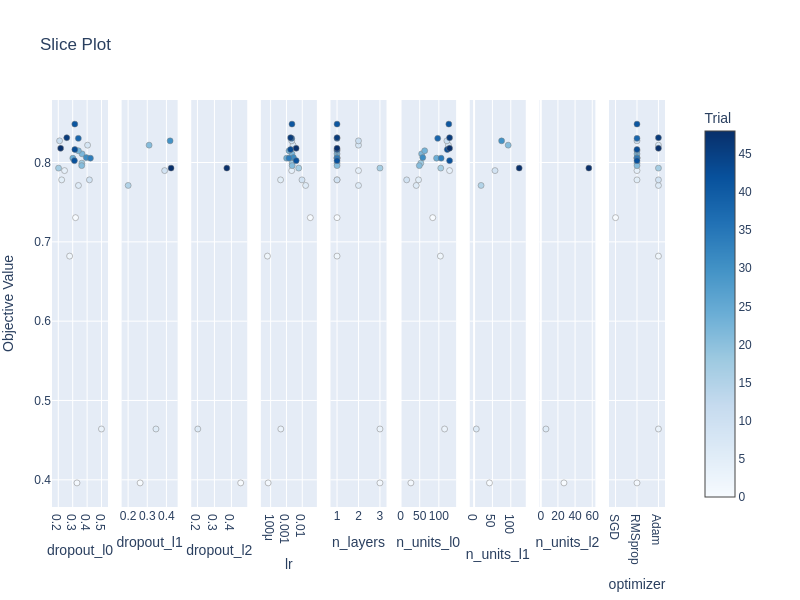 Slice Plot
Trial
Objective Value
0.8
0.7
0.6
0.5
0.4
0.2 0.3 0.4 0.5
dropout_l0
0.2 0.3 0.4
dropout_l1
0.2 0.3 0.4
dropout_l2
100μ 0.001 0.01
lr
1 2 3
n_layers
0 50 100
n_units_l0
0 50 100
n_units_l1
0 20 40 60
n_units_l2
SGD RMSprop Adam
optimizer
45
40
35
30
25
20
15
10
5
0